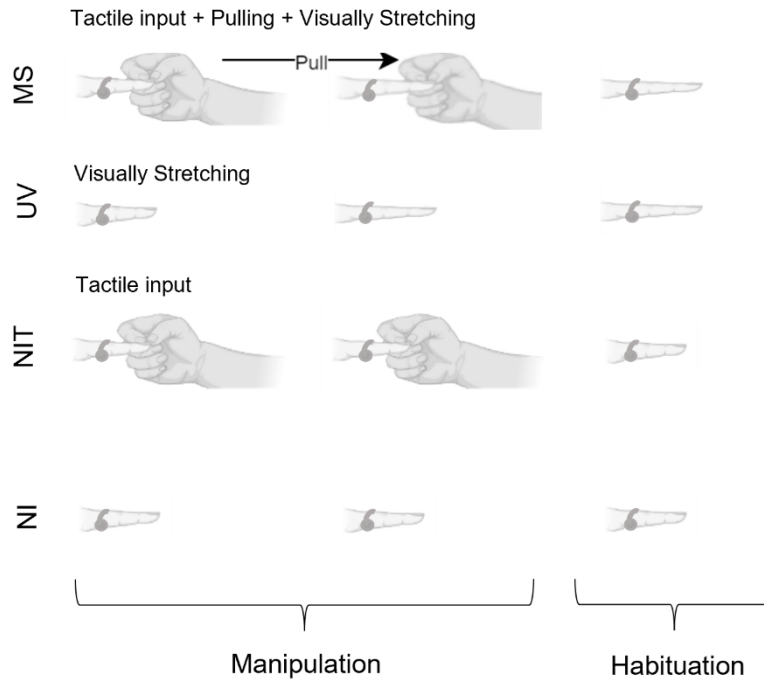 Tactile input + Pulling + Visually Stretching
MS
Pull
UV
Visually Stretching
NIT
Tactile input
NI
Manipulation
Habituation